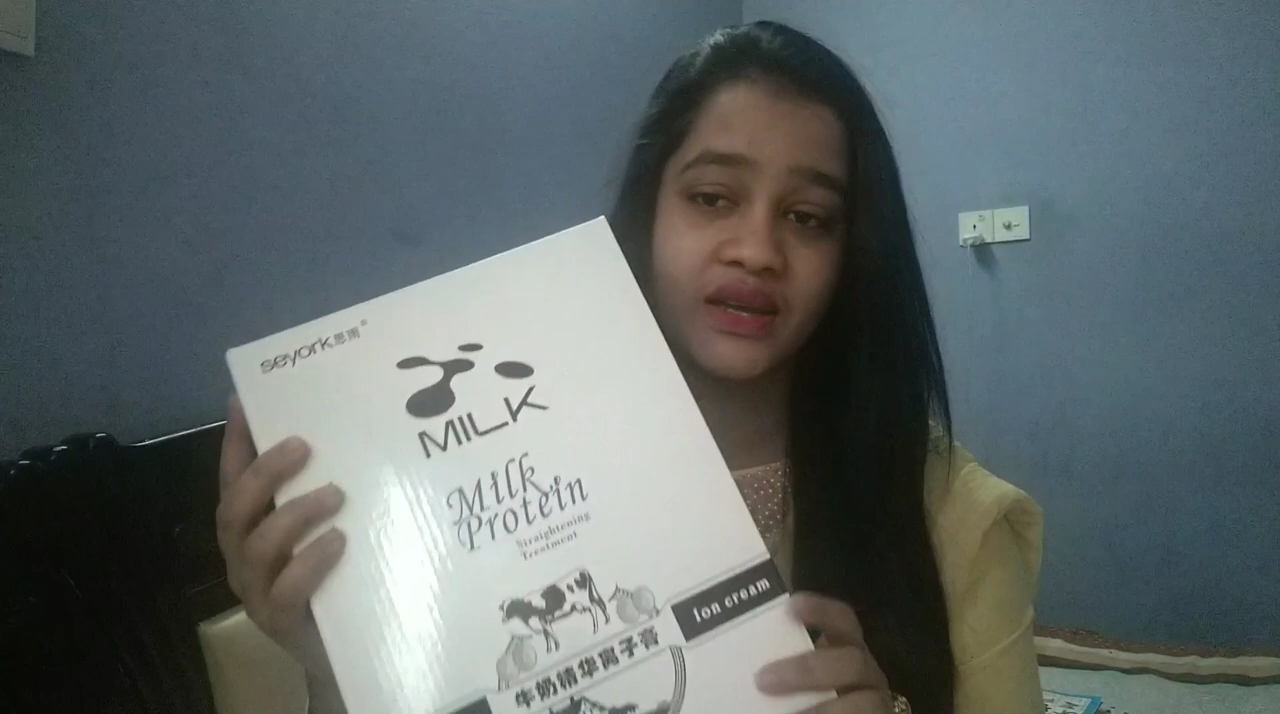 seyork思雨®
MILK
Milk
Protein
Straightening
Treatment
ion cream
牛奶精华离子膏